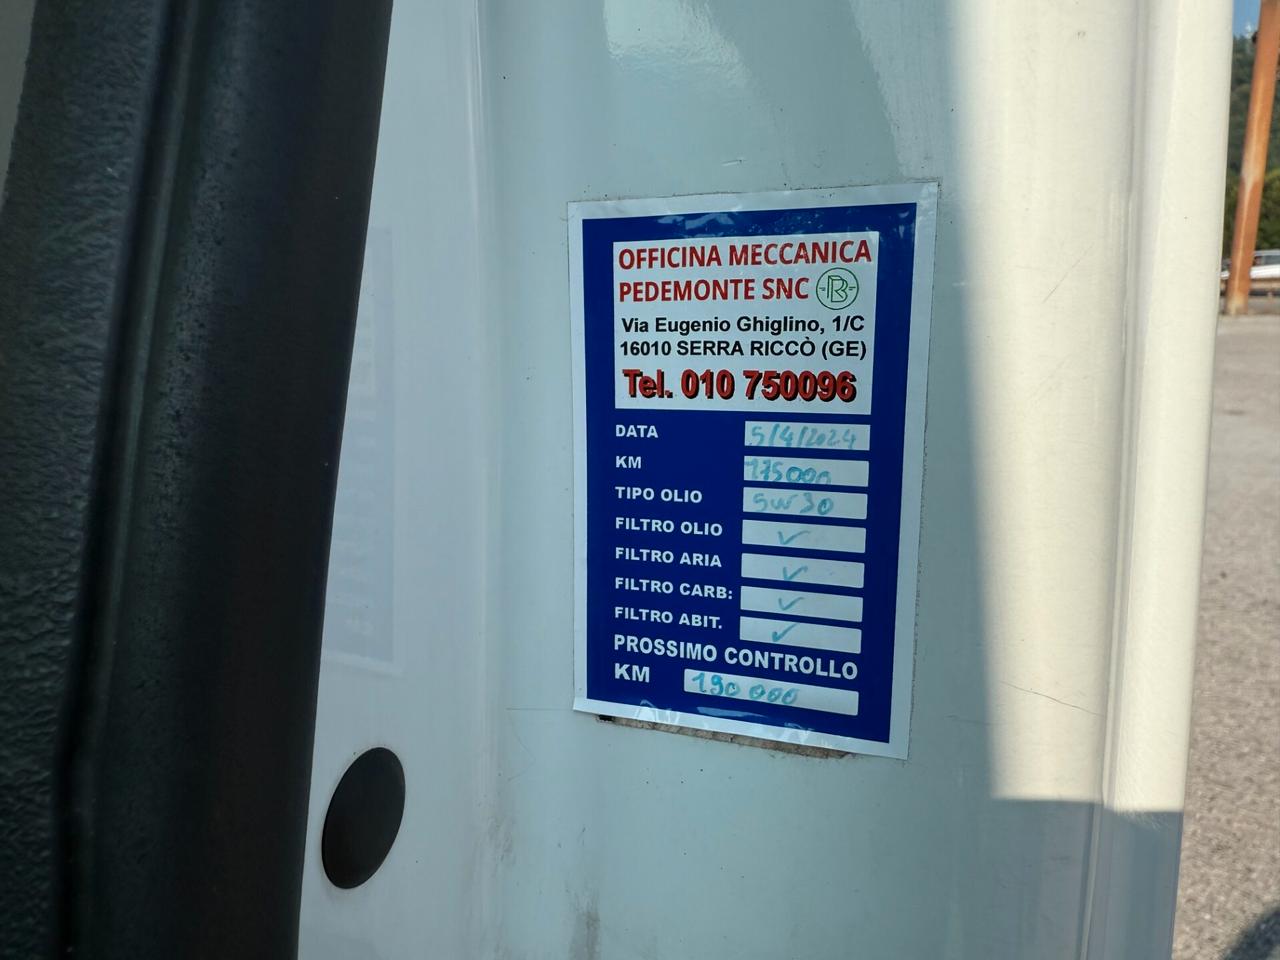 OFFICINA MECCANICA
PEDEMONTE SNC
Via Eugenio Ghiglino, 1/C
16010 SERRA RICCÒ (GE)
Tel. 010 750096
DATA 5/4/2024
KM 175000
TIPO OLIO 5W30
FILTRO OLIO ✓
FILTRO ARIA ✓
FILTRO CARB: ✓
FILTRO ABIT. ✓
PROSSIMO CONTROLLO
KM 190000